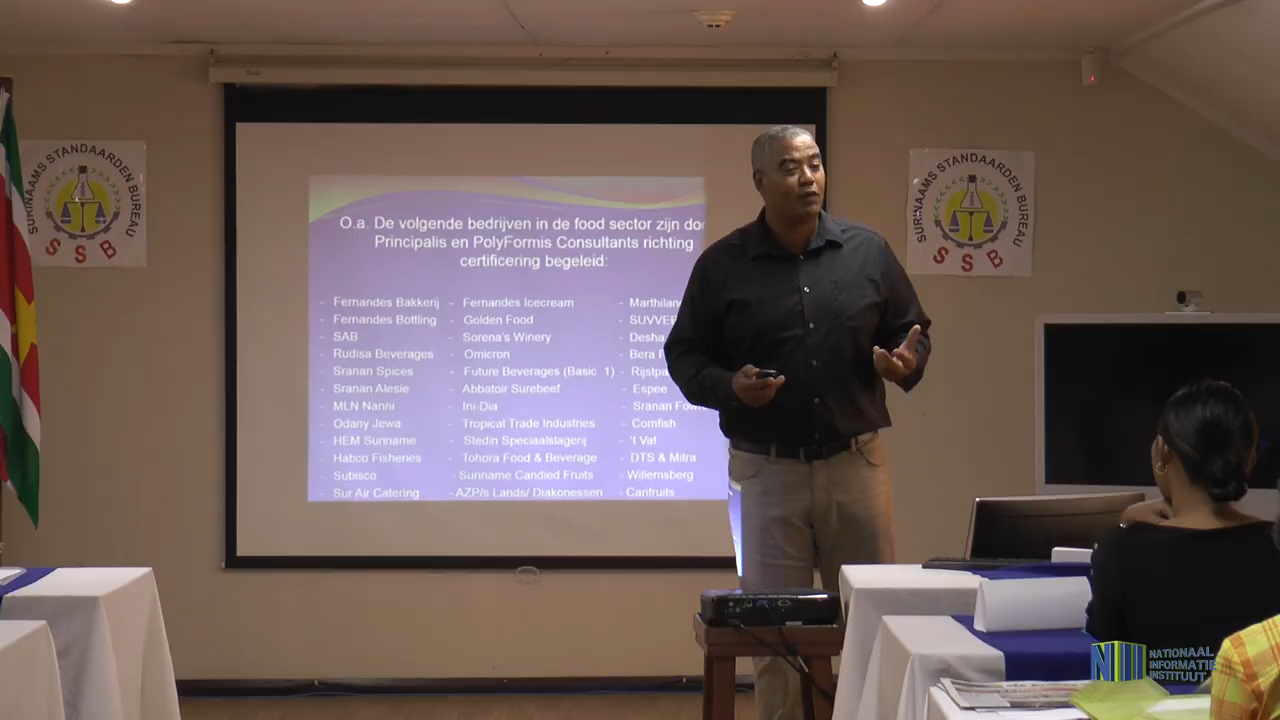 SURINAAMS STANDAARDEN BUREAU
SSB
O.a. De volgende bedrijven in de food sector zijn
Principalis en PolyFormis Consultants richting
certificering begeleid:
- Fernandes Bakkerij - Fernandes Icecream -
- Fernandes Bottling - Golden Food -
- SAB - Sorena's Winery - Desha
- Rudisa Beverages - Omicron - Bera
- Sranan Spices - Future Beverages (Basic 1) -
- Sranan Alesie - Abbatoir Surebeef - Espee
- MLN Nanni - Ini Dia - Sranan
- Odany Jewa - Tropical Trade Industries - Comfish
- HEM Suriname - Stedin Speciaalslagerij - 't Vat
- Habco Fisheries - Tohora Food & Beverage - DTS & Mitra
- Subisco - Suriname Candied Fruits - Willemsberg
- Sur Air Catering - AZP/s Lands/ Diakonessen - Canfruits
SURINAAMS STANDAARDEN BUREAU
SSB
NII NATIONAAL
INFORMATIE
INSTITUUT